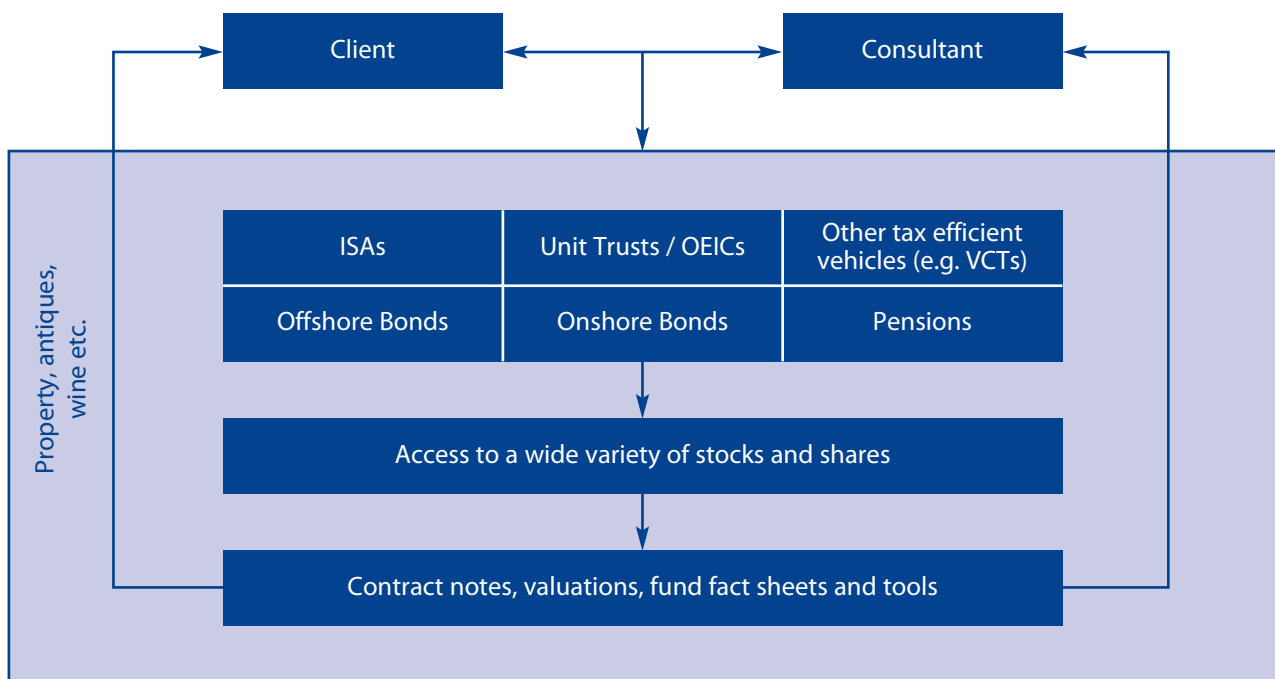 Client
Consultant
ISAs
Unit Trusts / OEICs
Other tax efficient
vehicles (e.g. VCTs)
Offshore Bonds
Onshore Bonds
Pensions
Property, antiques,
wine etc.
Access to a wide variety of stocks and shares
Contract notes, valuations, fund fact sheets and tools